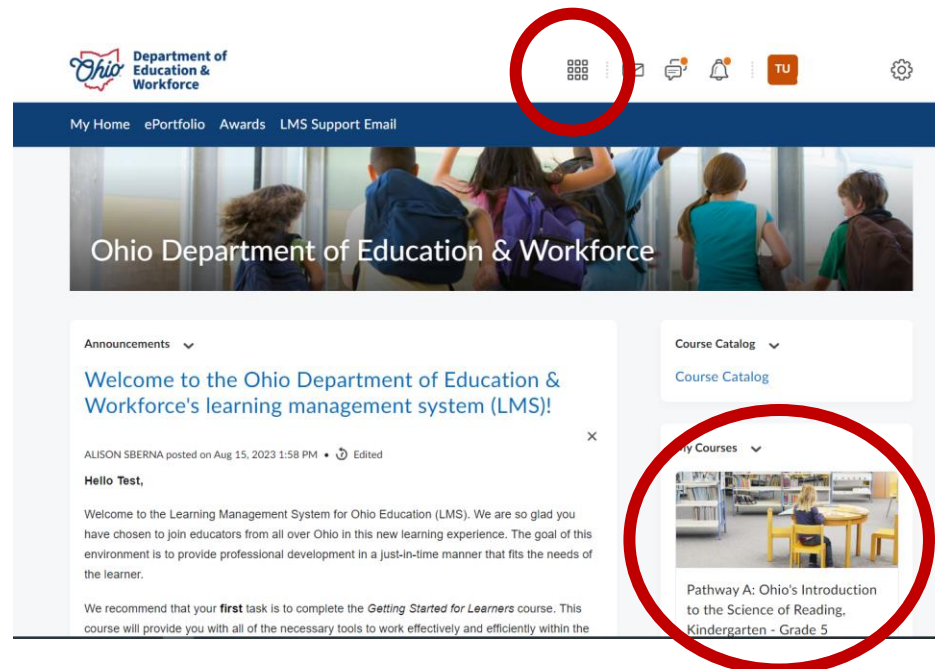 Ohio
Department of
Education &
Workforce
TU
My Home ePortfolio Awards LMS Support Email
Ohio Department of Education & Workforce
Announcements
Welcome to the Ohio Department of Education &
Workforce's learning management system (LMS)!
ALISON SBERNA posted on Aug 15, 2023 1:58 PM • Edited
Hello Test,
Welcome to the Learning Management System for Ohio Education (LMS). We are so glad you
have chosen to join educators from all over Ohio in this new learning experience. The goal of this
environment is to provide professional development in a just-in-time manner that fits the needs of
the learner.
We recommend that your first task is to complete the Getting Started for Learners course. This
course will provide you with all of the necessary tools to work effectively and efficiently within the
Course Catalog
Course Catalog
My Courses
Pathway A: Ohio's Introduction
to the Science of Reading,
Kindergarten - Grade 5